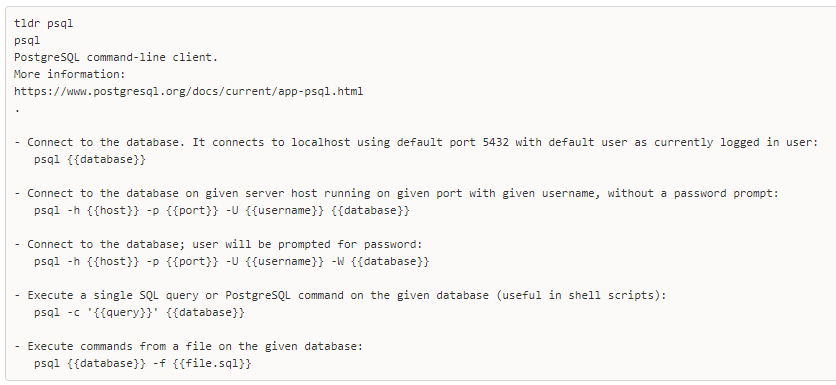 tldr psql
psql
PostgreSQL command-line client.
More information:
https://www.postgresql.org/docs/current/app-psql.html
.
- Connect to the database. It connects to localhost using default port 5432 with default user as currently logged in user:
psql {{database}}
- Connect to the database on given server host running on given port with given username, without a password prompt:
psql -h {{host}} -p {{port}} -U {{username}} {{database}}
- Connect to the database; user will be prompted for password:
psql -h {{host}} -p {{port}} -U {{username}} -W {{database}}
- Execute a single SQL query or PostgreSQL command on the given database (useful in shell scripts):
psql -c '{{query}}' {{database}}
- Execute commands from a file on the given database:
psql {{database}} -f {{file.sql}}